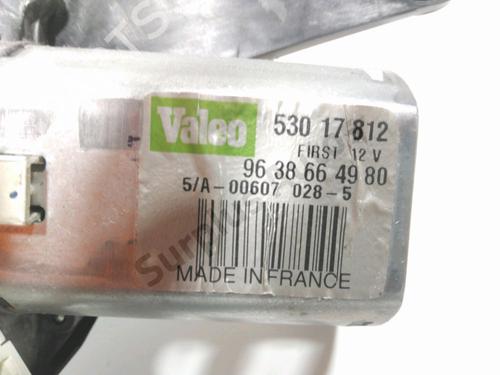 Valeo
530 17 812
FIRST 12 V
96 38 66 49 80
5/A-00607 028-5
MADE IN FRANCE